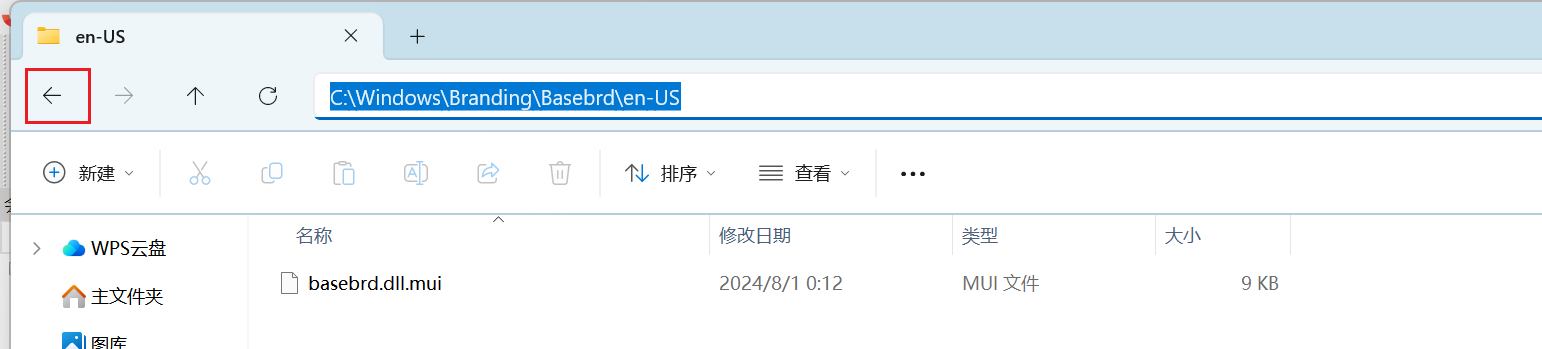 en-US
C:\Windows\Branding\Basebrd\en-US
新建 排序 查看
名称 修改日期 类型 大小
WPS云盘
basebrd.dll.mui 2024/8/1 0:12 MUI 文件 9 KB
主文件夹
图库